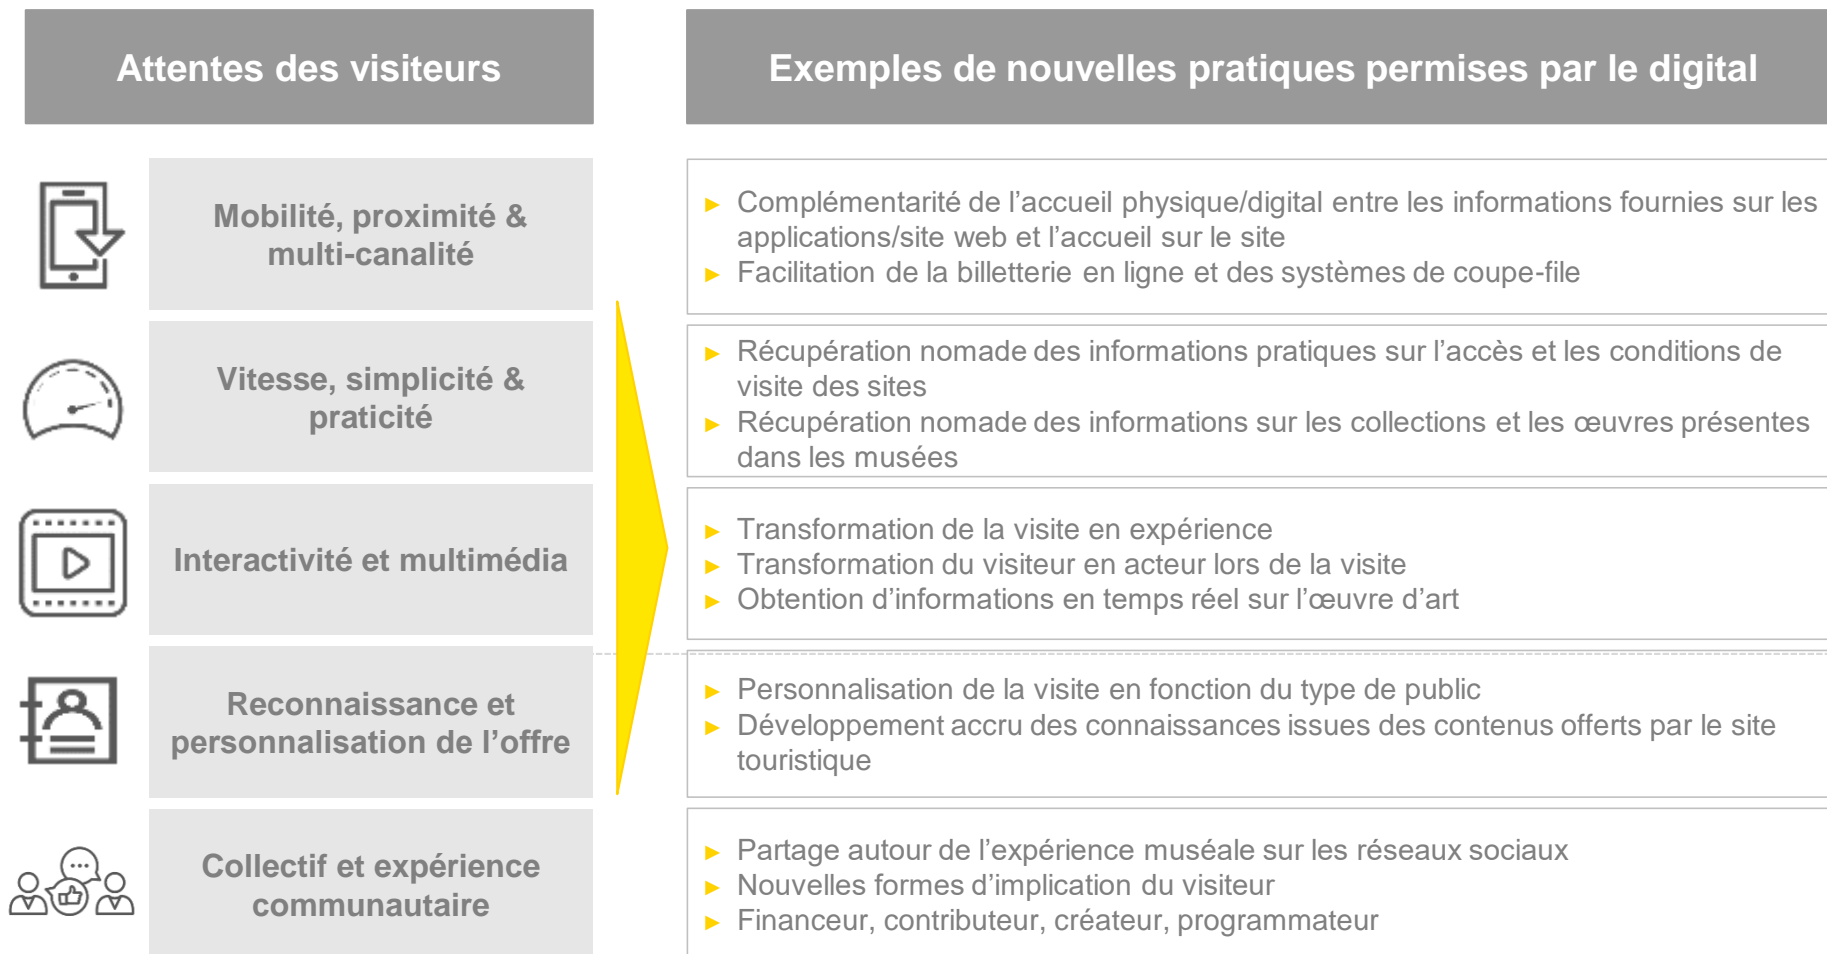 Attentes des visiteurs
Exemples de nouvelles pratiques permises par le digital
Mobilité, proximité &
multi-canalité
► Complémentarité de l’accueil physique/digital entre les informations fournies sur les
applications/site web et l’accueil sur le site
► Facilitation de la billetterie en ligne et des systèmes de coupe-file
Vitesse, simplicité &
praticité
► Récupération nomade des informations pratiques sur l’accès et les conditions de
visite des sites
► Récupération nomade des informations sur les collections et les œuvres présentes
dans les musées
Interactivité et multimédia
► Transformation de la visite en expérience
► Transformation du visiteur en acteur lors de la visite
► Obtention d’informations en temps réel sur l’œuvre d’art
Reconnaissance et
personnalisation de l’offre
► Personnalisation de la visite en fonction du type de public
► Développement accru des connaissances issues des contenus offerts par le site
touristique
Collectif et expérience
communautaire
► Partage autour de l’expérience muséale sur les réseaux sociaux
► Nouvelles formes d’implication du visiteur
► Financeur, contributeur, créateur, programmateur